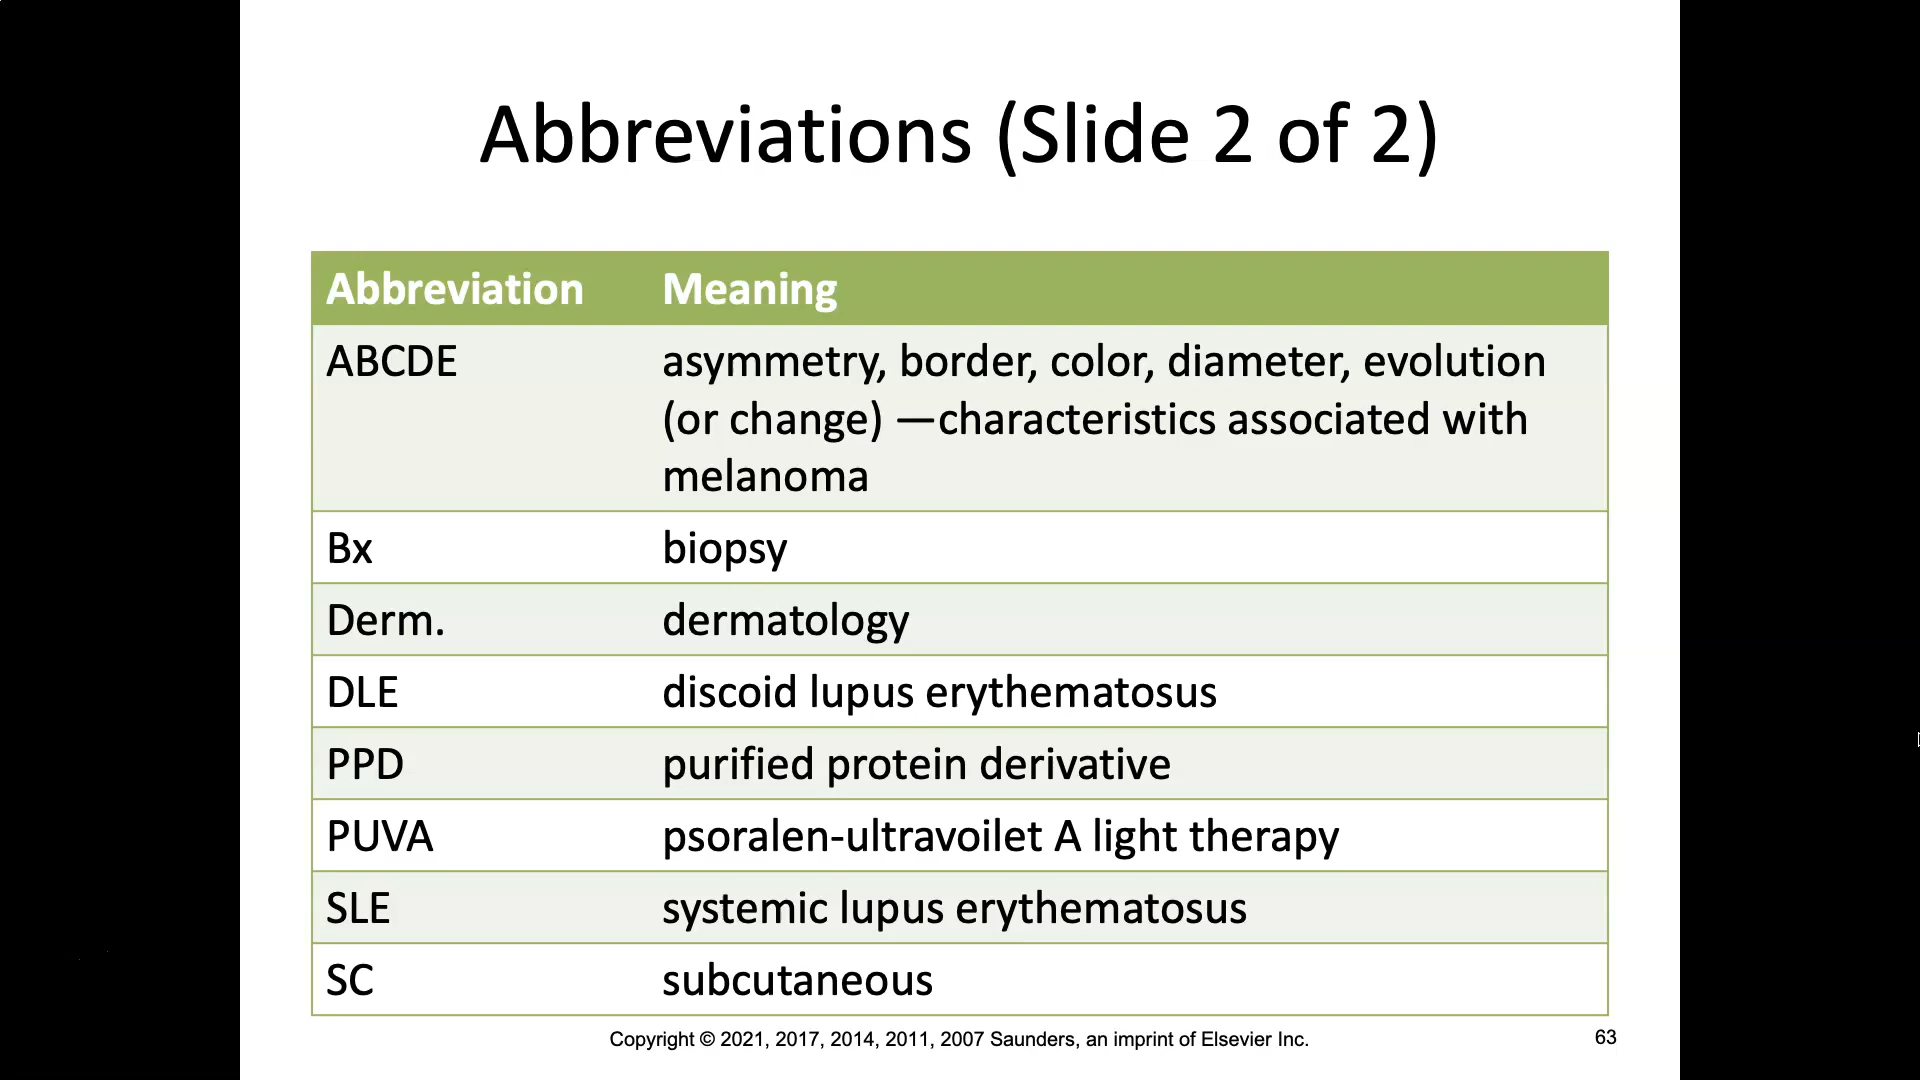 Abbreviations (Slide 2 of 2)
Abbreviation Meaning
ABCDE asymmetry, border, color, diameter, evolution
(or change) —characteristics associated with
melanoma
Bx biopsy
Derm. dermatology
DLE discoid lupus erythematosus
PPD purified protein derivative
PUVA psoralen-ultravoilet A light therapy
SLE systemic lupus erythematosus
SC subcutaneous
Copyright © 2021, 2017, 2014, 2011, 2007 Saunders, an imprint of Elsevier Inc. 63